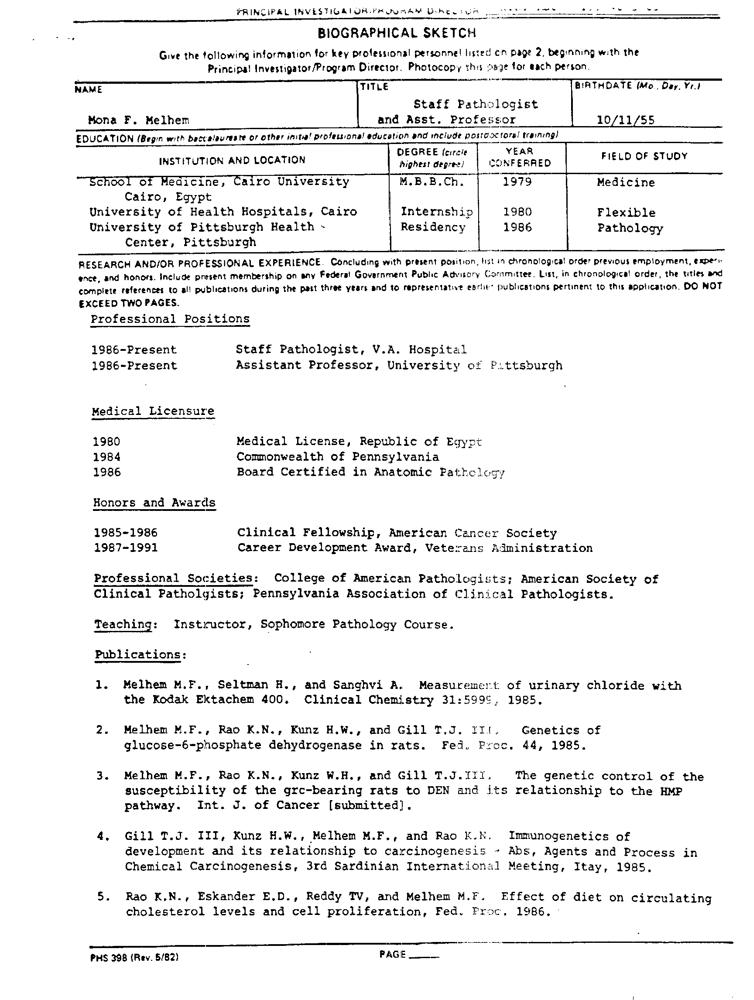 PRINCIPAL INVESTIGATOR/PROGRAM DIRECTOR
BIOGRAPHICAL SKETCH
Give the following information for key professional personnel listed on page 2, beginning with the
Principal Investigator/Program Director. Photocopy this page for each person.
NAME TITLE BIRTHDATE (Mo., Day, Yr.)
Staff Pathologist
Mona F. Melhem and Asst. Professor 10/11/55
EDUCATION (Begin with baccalaureate or other initial professional education and include postdoctoral training)
INSTITUTION AND LOCATION DEGREE (circle highest degree) YEAR CONFERRED FIELD OF STUDY
School of Medicine, Cairo University M.B.B.Ch. 1979 Medicine
Cairo, Egypt
University of Health Hospitals, Cairo Internship 1980 Flexible
University of Pittsburgh Health - Residency 1986 Pathology
Center, Pittsburgh
RESEARCH AND/OR PROFESSIONAL EXPERIENCE. Concluding with present position, list in chronological order previous employment, experi-
ence, and honors. Include present membership on any Federal Government Public Advisory Committee. List, in chronological order, the titles and
complete references to all publications during the past three years and to representative earlier publications pertinent to this application. DO NOT
EXCEED TWO PAGES.
Professional Positions
1986-Present Staff Pathologist, V.A. Hospital
1986-Present Assistant Professor, University of Pittsburgh
Medical Licensure
1980 Medical License, Republic of Egypt
1984 Commonwealth of Pennsylvania
1986 Board Certified in Anatomic Pathology
Honors and Awards
1985-1986 Clinical Fellowship, American Cancer Society
1987-1991 Career Development Award, Veterans Administration
Professional Societies: College of American Pathologists; American Society of
Clinical Patholgists; Pennsylvania Association of Clinical Pathologists.
Teaching: Instructor, Sophomore Pathology Course.
Publications:
1. Melhem M.F., Seltman H., and Sanghvi A. Measurement of urinary chloride with
the Kodak Ektachem 400. Clinical Chemistry 31:5999, 1985.
2. Melhem M.F., Rao K.N., Kunz H.W., and Gill T.J. III. Genetics of
glucose-6-phosphate dehydrogenase in rats. Fed. Proc. 44, 1985.
3. Melhem M.F., Rao K.N., Kunz W.H., and Gill T.J.III. The genetic control of the
susceptibility of the grc-bearing rats to DEN and its relationship to the HMP
pathway. Int. J. of Cancer [submitted].
4. Gill T.J. III, Kunz H.W., Melhem M.F., and Rao K.N. Immunogenetics of
development and its relationship to carcinogenesis - Abs, Agents and Process in
Chemical Carcinogenesis, 3rd Sardinian International Meeting, Itay, 1985.
5. Rao K.N., Eskander E.D., Reddy TV, and Melhem M.F. Effect of diet on circulating
cholesterol levels and cell proliferation, Fed. Proc. 1986.
PHS 398 (Rev. 5/82) PAGE